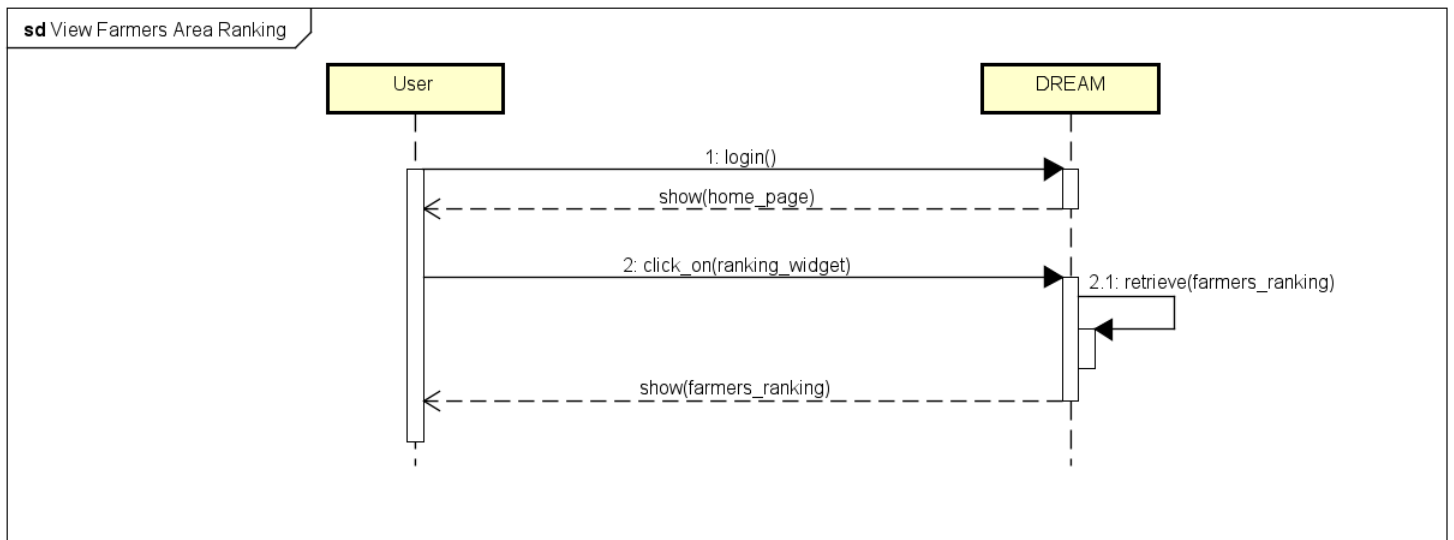 sd View Farmers Area Ranking
User
DREAM
1: login()
show(home_page)
2: click_on(ranking_widget)
2.1: retrieve(farmers_ranking)
show(farmers_ranking)